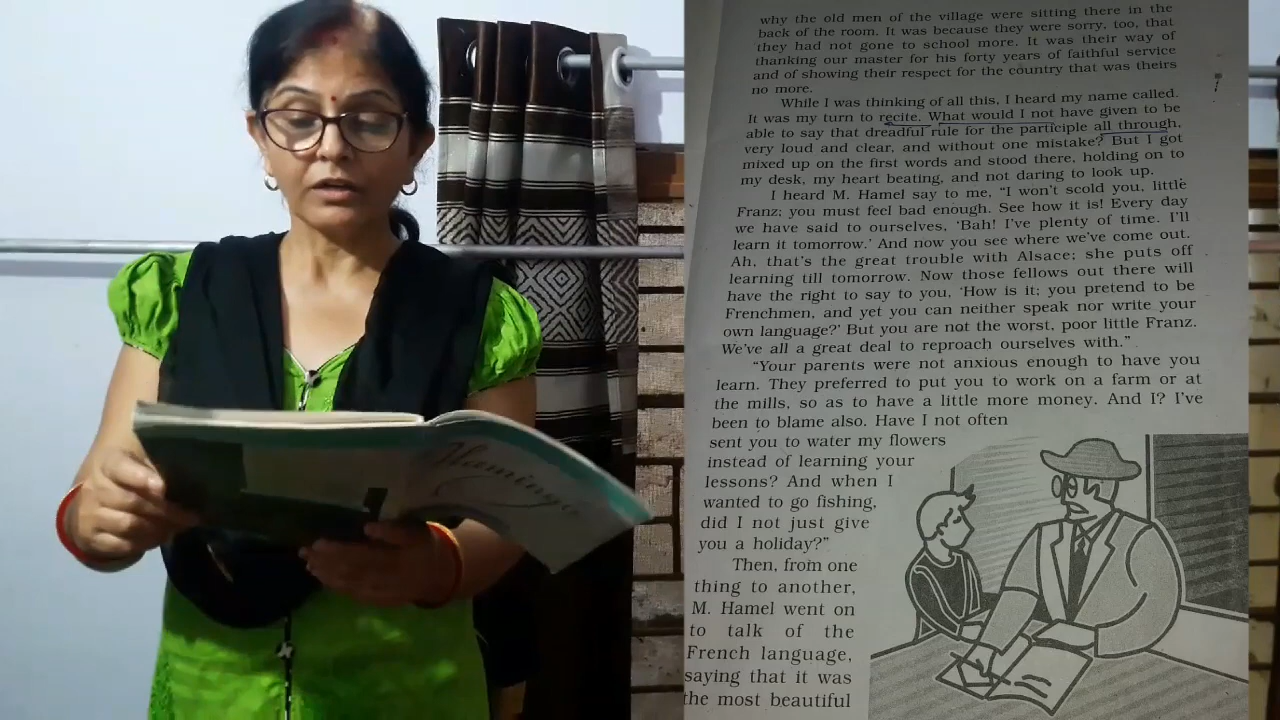 Flamingo
why the old men of the village were sitting there in the
back of the room. It was because they were sorry, too, that
they had not gone to school more. It was their way of
thanking our master for his forty years of faithful service
and of showing their respect for the country that was theirs
no more.
While I was thinking of all this, I heard my name called.
It was my turn to recite. What would I not have given to be
able to say that dreadful rule for the participle all through,
very loud and clear, and without one mistake? But I got
mixed up on the first words and stood there, holding on to
my desk, my heart beating, and not daring to look up.
I heard M. Hamel say to me, “I won't scold you, little
Franz; you must feel bad enough. See how it is! Every day
we have said to ourselves, ‘Bah! I've plenty of time. I'll
learn it tomorrow.’ And now you see where we've come out.
Ah, that's the great trouble with Alsace; she puts off
learning till tomorrow. Now those fellows out there will
have the right to say to you, ‘How is it; you pretend to be
Frenchmen, and yet you can neither speak nor write your
own language?’ But you are not the worst, poor little Franz.
We've all a great deal to reproach ourselves with.”
“Your parents were not anxious enough to have you
learn. They preferred to put you to work on a farm or at
the mills, so as to have a little more money. And I? I've
been to blame also. Have I not often
sent you to water my flowers
instead of learning your
lessons? And when I
wanted to go fishing,
did I not just give
you a holiday?”
Then, from one
thing to another,
M. Hamel went on
to talk of the
French language,
saying that it was
the most beautiful